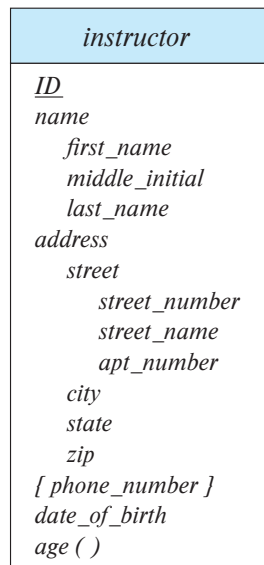 instructor
ID
name
first_name
middle_initial
last_name
address
street
street_number
street_name
apt_number
city
state
zip
{ phone_number }
date_of_birth
age ( )